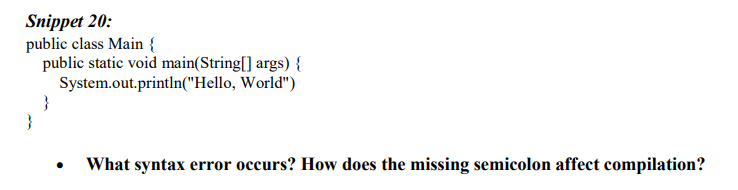 Snippet 20:
public class Main {
public static void main(String[] args) {
System.out.println("Hello, World")
}
}
• What syntax error occurs? How does the missing semicolon affect compilation?